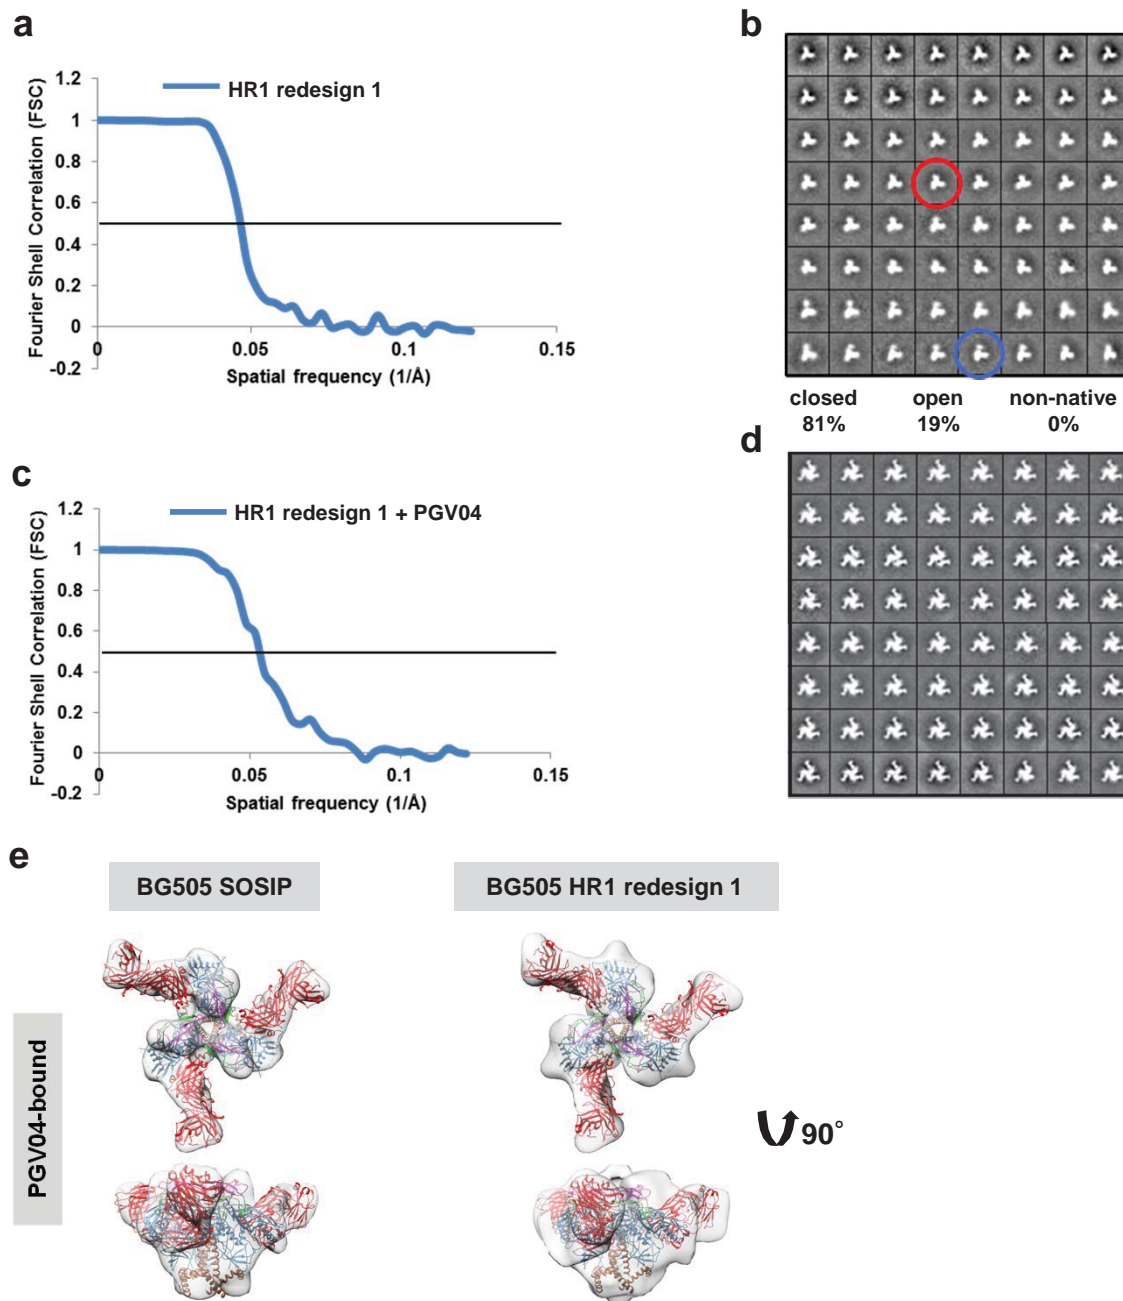 a
HR1 redesign 1
1.2
1
0.8
0.6
0.4
0.2
0
-0.2
0
0.05
0.1
0.15
Fourier Shell Correlation (FSC)
Spatial frequency (1/Å)
b
closed open non-native
81% 19% 0%
c
HR1 redesign 1 + PGV04
1.2
1
0.8
0.6
0.4
0.2
0
-0.2
0
0.05
0.1
0.15
Fourier Shell Correlation (FSC)
Spatial frequency (1/Å)
d
e
BG505 SOSIP
BG505 HR1 redesign 1
PGV04-bound
90°